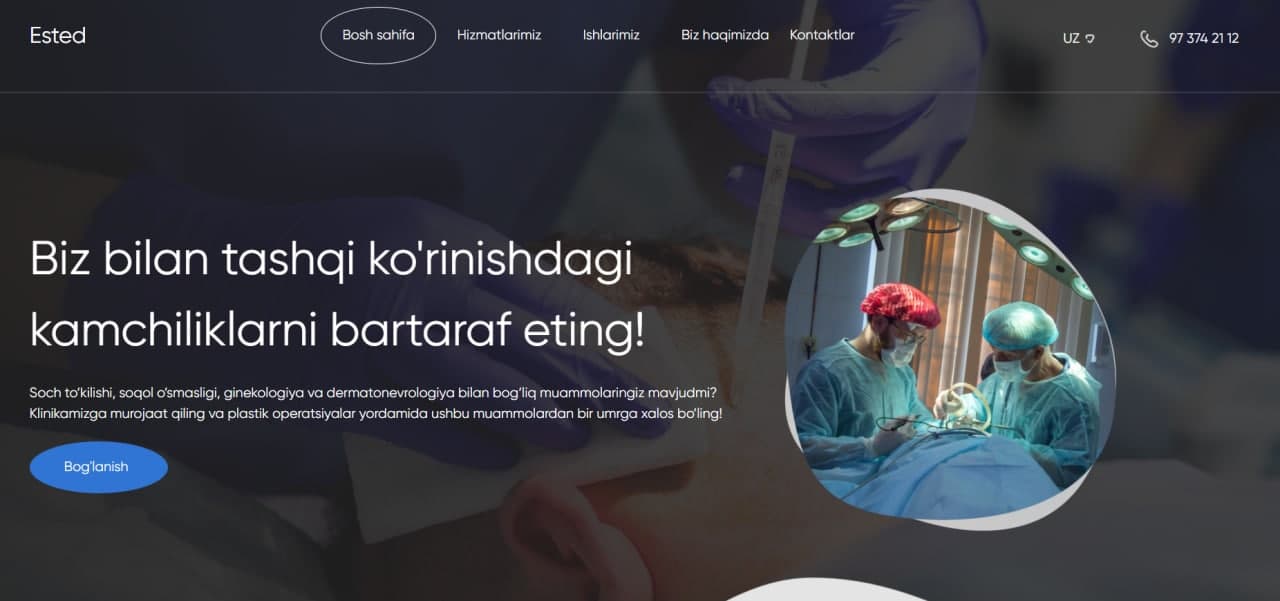 Ested
Bosh sahifa
Hizmatlarimiz
Ishlarimiz
Biz haqimizda
Kontaktlar
UZ
97 374 21 12
Biz bilan tashqi ko'rinishdagi
kamchiliklarni bartaraf eting!
Soch to‘kilishi, soqol o‘smasligi, ginekologiya va dermatonevrologiya bilan bog‘liq muammolaringiz mavjudmi?
Klinikamizga murojaat qiling va plastik operatsiyalar yordamida ushbu muammolardan bir umrga xalos bo‘ling!
Bog'lanish